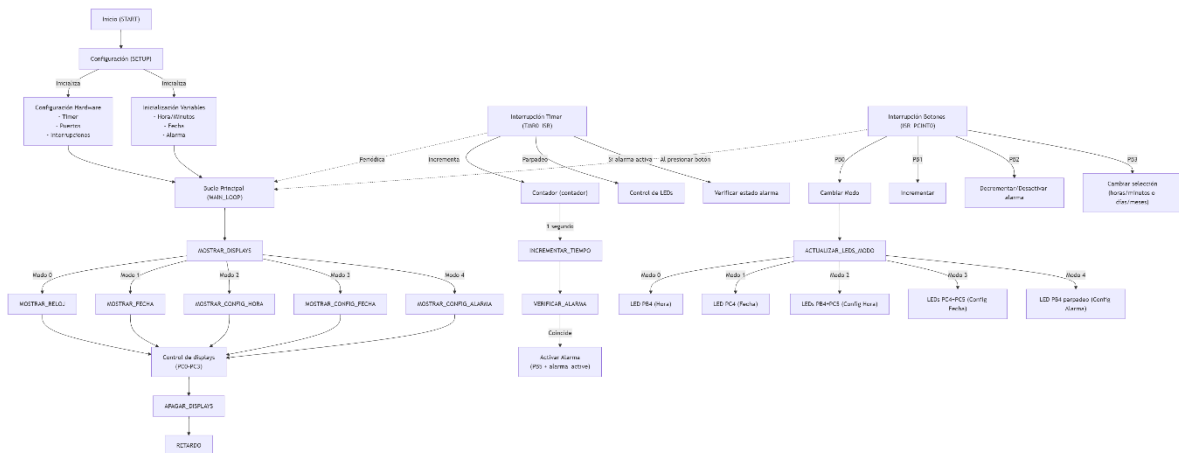 Inicio (START)
Configuración (SETUP)
Inicializa
Inicializa
Configuración Hardware
- Timer
- Puertos
- Interrupciones
Inicialización Variables
- Hora/Minutos
- Fecha
- Alarma
Interrupción Timer
(TIMER0_ISR)
Interrupción Botones
(ISR_PCINT0)
Periódica
Incrementa
Parpadeo
Si alarma activa
Al presionar botón
PB0
PB1
PB2
PB3
Bucle Principal
(MAIN_LOOP)
Contador (contador)
Control de LEDs
Verificar estado alarma
Cambiar Modo
Incrementar
Decrementar/Desactivar
alarma
Cambiar selección
(horas/minutos o
días/meses)
1 segundo
MOSTRAR_DISPLAYS
INCREMENTAR_TIEMPO
ACTUALIZAR_LEDS_MODO
Modo 0
Modo 1
Modo 2
Modo 3
Modo 4
Modo 0
Modo 1
Modo 2
Modo 3
Modo 4
MOSTRAR_RELOJ
MOSTRAR_FECHA
MOSTRAR_CONFIG_HORA
MOSTRAR_CONFIG_FECHA
MOSTRAR_CONFIG_ALARMA
VERIFICAR_ALARMA
LED PB4 (Hora)
LED PC4 (Fecha)
LEDs PB4+PC5 (Config Hora)
LEDs PC4+PC5 (Config
Fecha)
LED PB4 parpadeo (Config
Alarma)
Coincide
Control de displays
(PC0-PC3)
Activar Alarma
(PB5 + alarma_active)
APAGAR_DISPLAYS
RETARDO